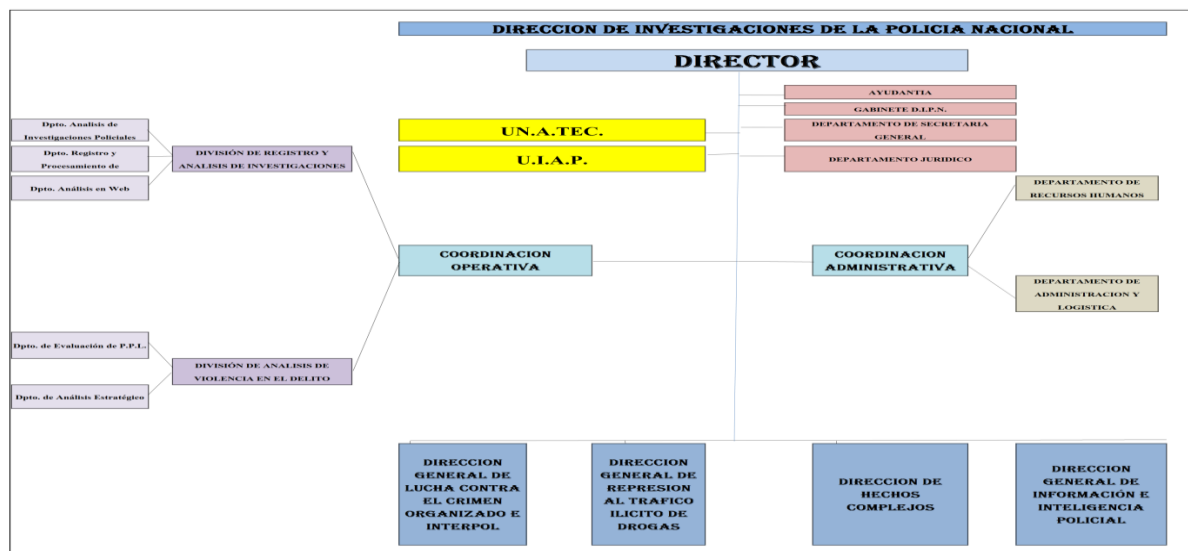 DIRECCION DE INVESTIGACIONES DE LA POLICIA NACIONAL
DIRECTOR
AYUDANTIA
GABINETE D.I.P.N.
UN.A.TEC.
DEPARTAMENTO DE SECRETARIA
GENERAL
U.I.A.P.
DEPARTAMENTO JURIDICO
Dpto. Analisis de
Investigaciones Policiales
Dpto. Registro y
Procesamiento de
Dpto. Análisis en Web
DIVISIÓN DE REGISTRO Y
ANALISIS DE INVESTIGACIONES
DEPARTAMENTO DE
RECURSOS HUMANOS
COORDINACION
OPERATIVA
COORDINACION
ADMINISTRATIVA
DEPARTAMENTO DE
ADMINISTRACION Y
LOGISTICA
Dpto. de Evaluación de P.P.L.
Dpto. de Análisis Estratégico
DIVISIÓN DE ANALISIS DE
VIOLENCIA EN EL DELITO
DIRECCION
GENERAL DE
LUCHA CONTRA
EL CRIMEN
ORGANIZADO E
INTERPOL
DIRECCION
GENERAL DE
REPRESION
AL TRAFICO
ILICITO DE
DROGAS
DIRECCION DE
HECHOS
COMPLEJOS
DIRECCION
GENERAL DE
INFORMACIÓN E
INTELIGENCIA
POLICIAL